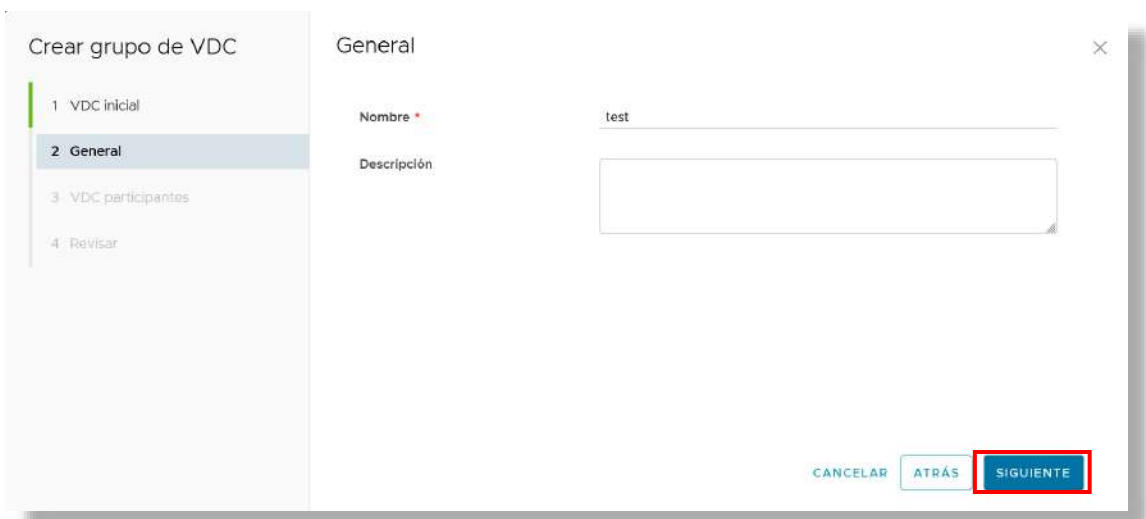 Crear grupo de VDC
1 VDC inicial
2 General
3 VDC participantes
4 Revisar
General
Nombre *
test
Descripción
CANCELAR
ATRÁS
SIGUIENTE